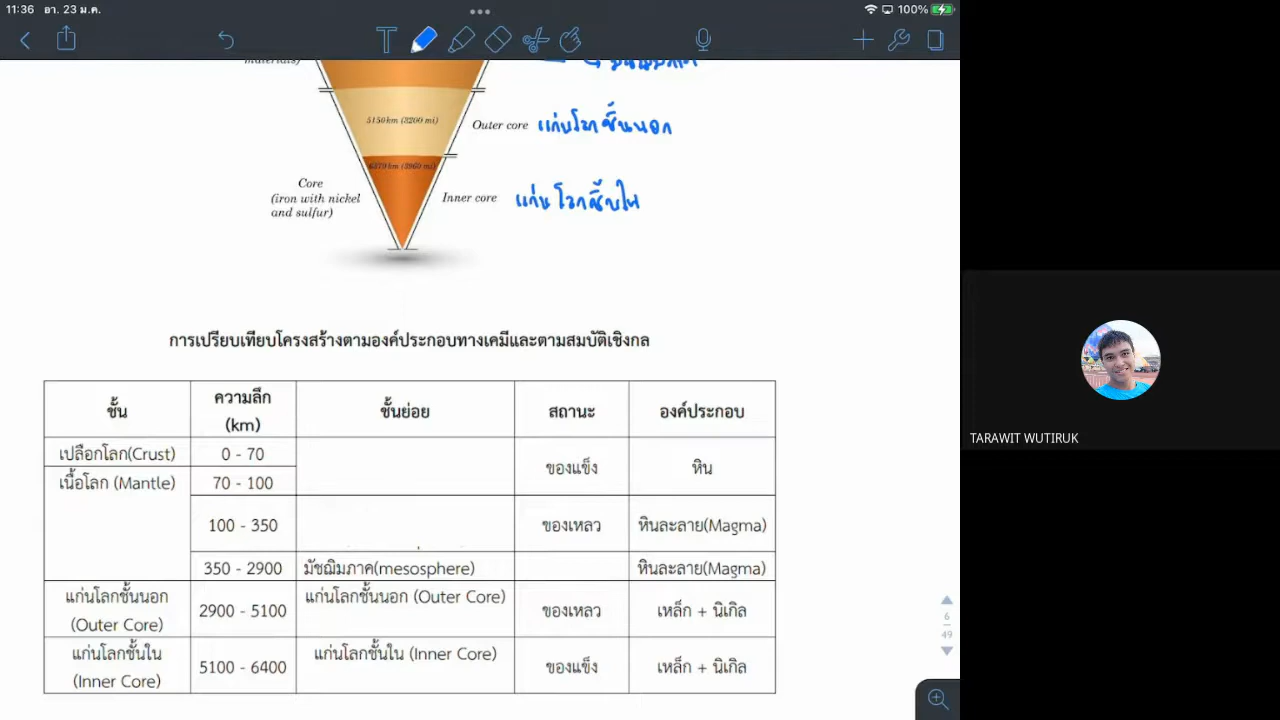 11:36 อา. 23 ม.ค.
100%
materials)
5150 km (3200 mi)
Outer core แก่นโลกชั้นนอก
6379 km (3960 mi)
Core
(iron with nickel
and sulfur)
Inner core แก่นโลกชั้นใน
การเปรียบเทียบโครงสร้างตามองค์ประกอบทางเคมีและตามสมบัติเชิงกล
ชั้น ความลึก (km) ชั้นย่อย สถานะ องค์ประกอบ
เปลือกโลก(Crust) 0 - 70 ของแข็ง หิน
เนื้อโลก (Mantle) 70 - 100
100 - 350 ของเหลว หินละลาย(Magma)
350 - 2900 มัชฌิมภาค(mesosphere) หินละลาย(Magma)
แก่นโลกชั้นนอก (Outer Core) 2900 - 5100 แก่นโลกชั้นนอก (Outer Core) ของเหลว เหล็ก + นิเกิล
แก่นโลกชั้นใน (Inner Core) 5100 - 6400 แก่นโลกชั้นใน (Inner Core) ของแข็ง เหล็ก + นิเกิล
6
49
TARAWIT WUTIRUK